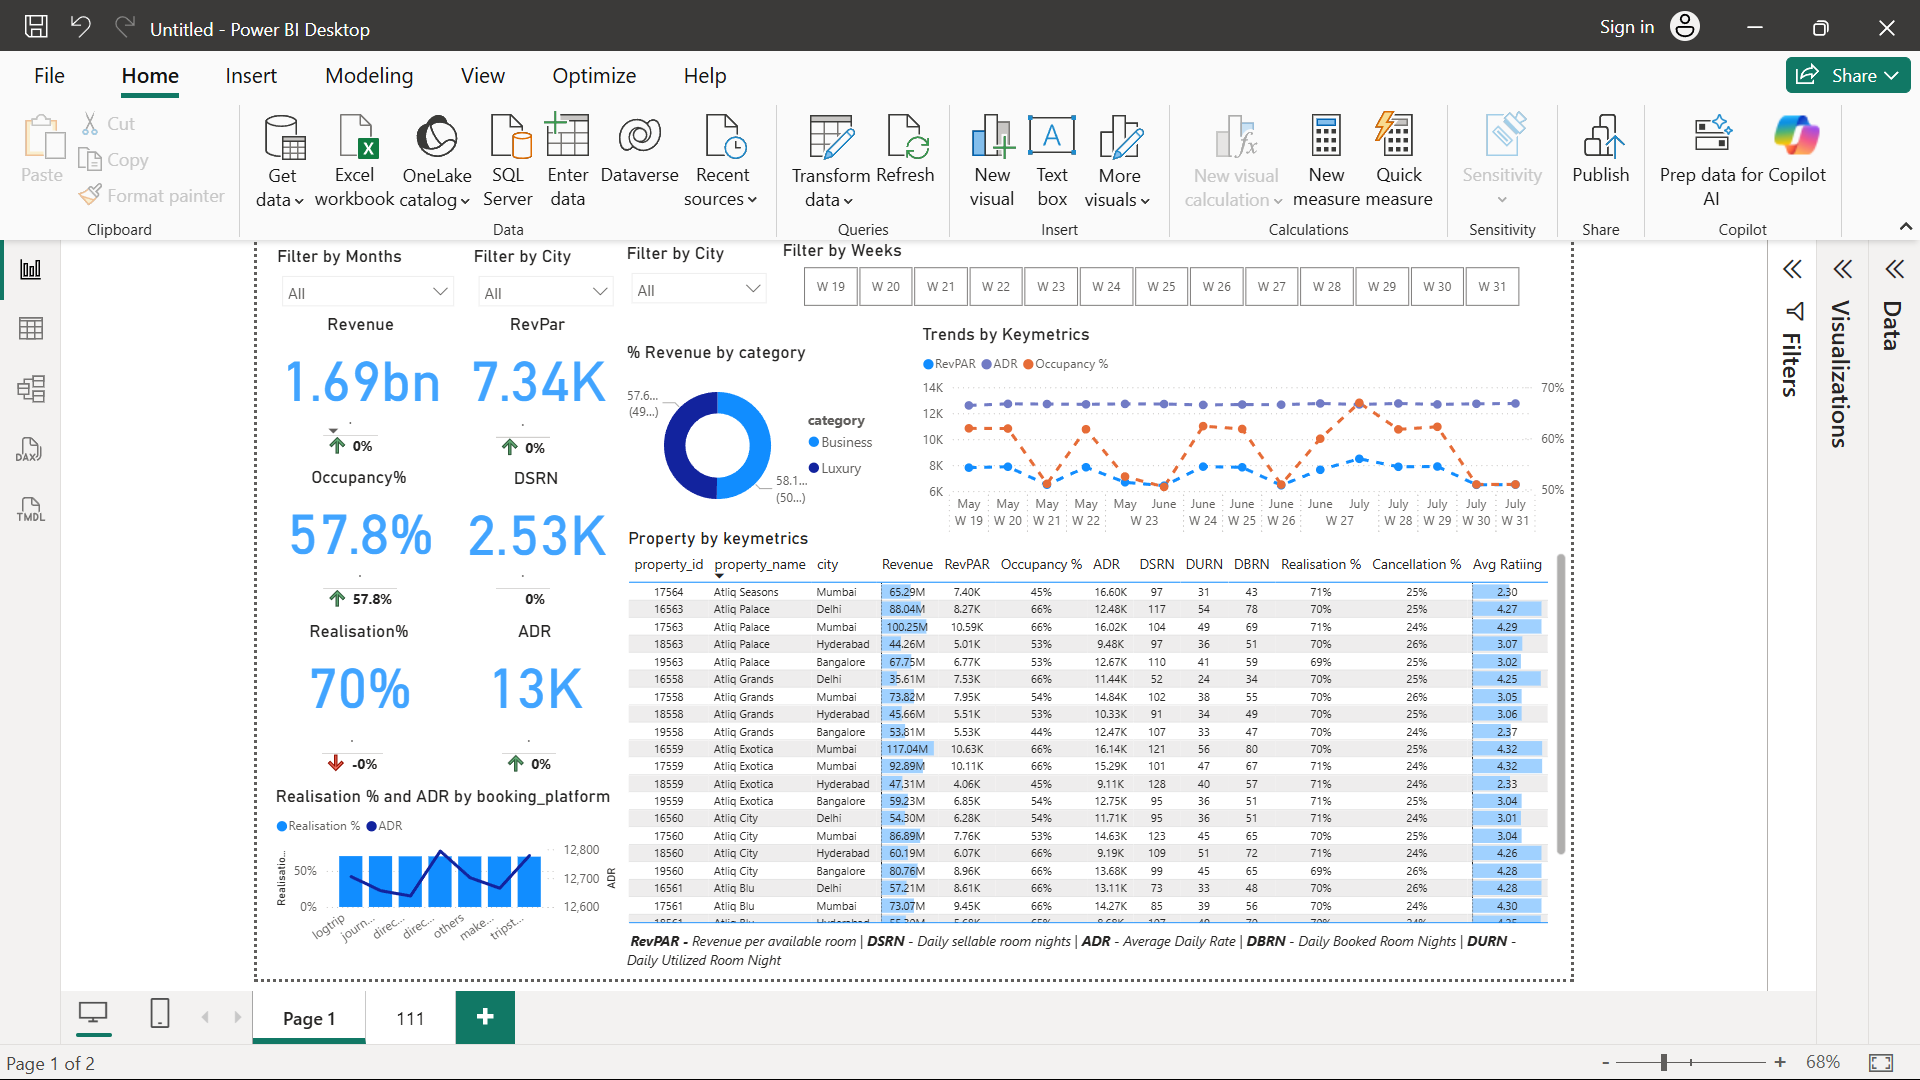 Untitled - Power BI Desktop
Sign in
File Home Insert Modeling View Optimize Help
Share
Paste
Cut
Copy
Format painter
Clipboard
Get data
Excel workbook
OneLake catalog
SQL Server
Enter data
Dataverse
Recent sources
Data
Transform data
Refresh
Queries
New visual
Text box
More visuals
Insert
New visual calculation
New measure
Quick measure
Calculations
Sensitivity
Sensitivity
Publish
Share
Prep data for AI
Copilot
Copilot
DAX
TMDL
Filter by Months
All
Filter by City
All
Filter by City
All
Filter by Weeks
W 19 W 20 W 21 W 22 W 23 W 24 W 25 W 26 W 27 W 28 W 29 W 30 W 31
Revenue
1.69bn
0%
RevPar
7.34K
0%
Occupancy%
57.8%
57.8%
DSRN
2.53K
0%
Realisation%
70%
-0%
ADR
13K
0%
% Revenue by category
57.6...
(49...)
58.1...
(50...)
category
Business
Luxury
Trends by Keymetrics
RevPAR ADR Occupancy %
14K
12K
10K
8K
6K
70%
60%
50%
May May May May May June June June June June July July July July July
W 19 W 20 W 21 W 22 W 23 W 24 W 25 W 26 W 27 W 28 W 29 W 30 W 31
Property by keymetrics
property_id property_name city Revenue RevPAR Occupancy % ADR DSRN DURN DBRN Realisation % Cancellation % Avg Ratiing
17564 Atliq Seasons Mumbai 65.29M 7.40K 45% 16.60K 97 31 43 71% 25% 2.30
16563 Atliq Palace Delhi 88.04M 8.27K 66% 12.48K 117 54 78 70% 25% 4.27
17563 Atliq Palace Mumbai 100.25M 10.59K 66% 16.02K 104 49 69 71% 24% 4.29
18563 Atliq Palace Hyderabad 44.26M 5.01K 53% 9.48K 97 36 51 70% 25% 3.07
19563 Atliq Palace Bangalore 67.75M 6.77K 53% 12.67K 110 41 59 69% 25% 3.02
16558 Atliq Grands Delhi 35.61M 7.53K 66% 11.44K 52 24 34 70% 25% 4.25
17558 Atliq Grands Mumbai 73.82M 7.95K 54% 14.84K 102 38 55 70% 26% 3.05
18558 Atliq Grands Hyderabad 45.66M 5.51K 53% 10.33K 91 34 49 70% 25% 3.06
19558 Atliq Grands Bangalore 53.81M 5.53K 44% 12.47K 107 33 47 70% 24% 2.37
16559 Atliq Exotica Mumbai 117.04M 10.63K 66% 16.14K 121 56 80 70% 25% 4.32
17559 Atliq Exotica Mumbai 92.89M 10.11K 66% 15.29K 101 47 67 71% 24% 4.32
18559 Atliq Exotica Hyderabad 47.31M 4.06K 45% 9.11K 128 40 57 71% 24% 2.33
19559 Atliq Exotica Bangalore 59.23M 6.85K 54% 12.75K 95 36 51 71% 25% 3.04
16560 Atliq City Delhi 54.30M 6.28K 54% 11.71K 95 36 51 71% 24% 3.01
17560 Atliq City Mumbai 86.89M 7.76K 53% 14.63K 123 45 65 70% 25% 3.04
18560 Atliq City Hyderabad 60.19M 6.07K 66% 9.19K 109 51 72 71% 24% 4.26
19560 Atliq City Bangalore 80.76M 8.96K 66% 13.68K 99 45 65 69% 26% 4.28
16561 Atliq Blu Delhi 57.21M 8.61K 66% 13.11K 73 33 48 70% 26% 4.28
17561 Atliq Blu Mumbai 73.07M 9.45K 66% 14.27K 85 39 56 70% 24% 4.30
RevPAR - Revenue per available room | DSRN - Daily sellable room nights | ADR - Average Daily Rate | DBRN - Daily Booked Room Nights | DURN -
Daily Utilized Room Night
Realisation % and ADR by booking_platform
Realisation % ADR
Realisatio...
50%
0%
12,800
12,700
12,600
ADR
logtrip journ... direc... direc... others make... tripst...
Filters
Visualizations
Data
Page 1 111 +
Page 1 of 2
- + 68%